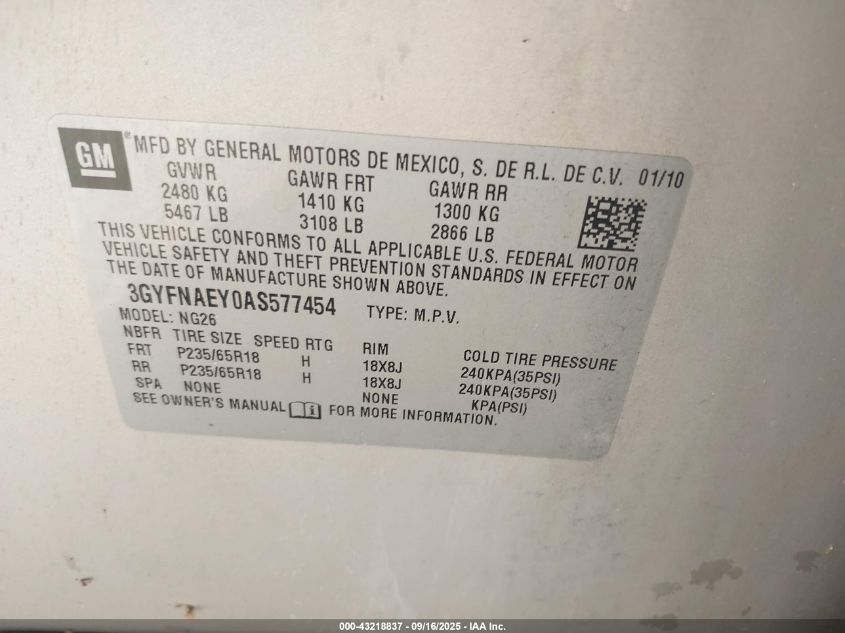 GM® MFD BY GENERAL MOTORS DE MEXICO, S. DE R.L. DE C.V. 01/10
GVWR GAWR FRT GAWR RR
2480 KG 1410 KG 1300 KG
5467 LB 3108 LB 2866 LB
THIS VEHICLE CONFORMS TO ALL APPLICABLE U.S. FEDERAL MOTOR
VEHICLE SAFETY AND THEFT PREVENTION STANDARDS IN EFFECT ON
THE DATE OF MANUFACTURE SHOWN ABOVE.
3GYFNAEY0AS577454 TYPE: M.P.V.
MODEL: NG26
NBFR TIRE SIZE SPEED RTG RIM COLD TIRE PRESSURE
FRT P235/65R18 H 18X8J 240KPA(35PSI)
RR P235/65R18 H 18X8J 240KPA(35PSI)
SPA NONE NONE KPA(PSI)
SEE OWNER'S MANUAL FOR MORE INFORMATION.
000-43218837 - 09/16/2025 - IAA Inc.